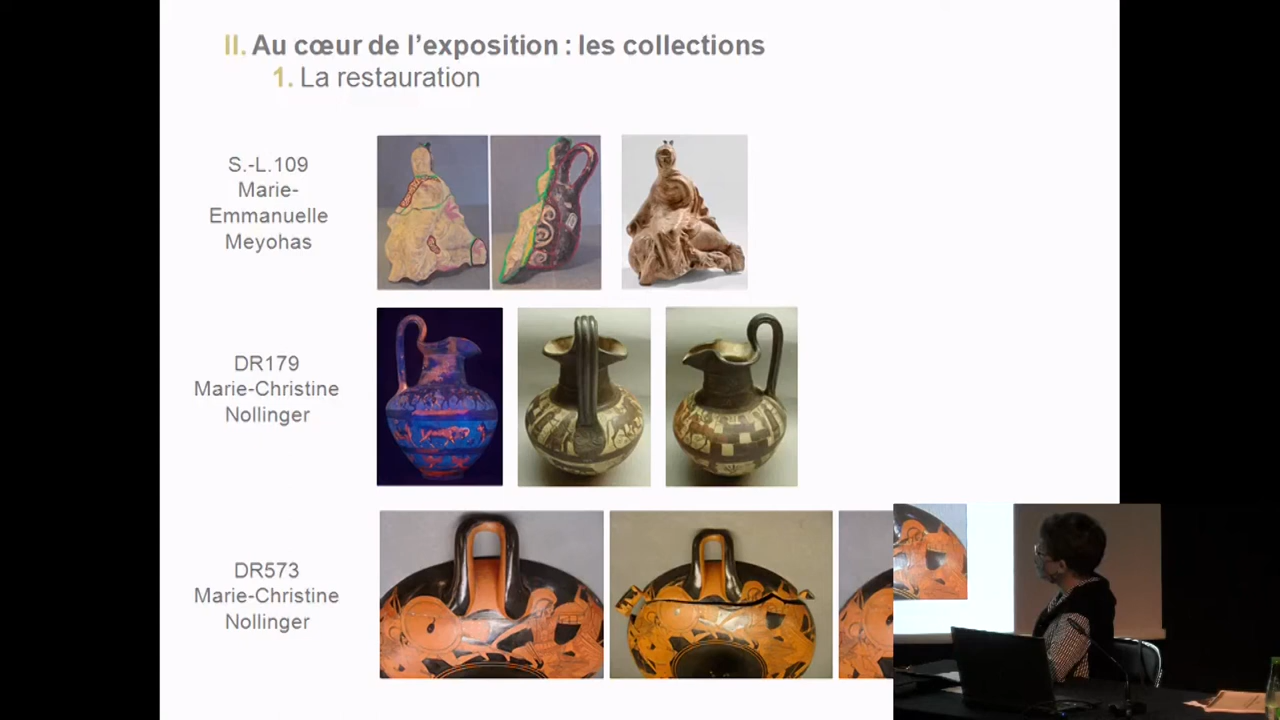 II. Au cœur de l’exposition : les collections
1. La restauration
S.-L.109
Marie-
Emmanuelle
Meyohas
DR179
Marie-Christine
Nollinger
DR573
Marie-Christine
Nollinger